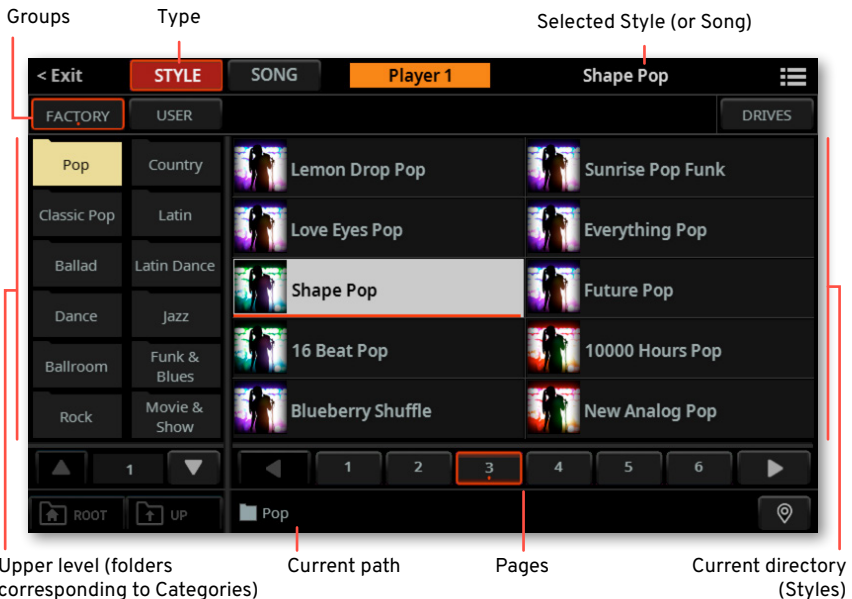 Groups
Type
Selected Style (or Song)
< Exit
STYLE
SONG
Player 1
Shape Pop
FACTORY
USER
DRIVES
Pop
Country
Lemon Drop Pop
Sunrise Pop Funk
Classic Pop
Latin
Love Eyes Pop
Everything Pop
Ballad
Latin Dance
Shape Pop
Future Pop
Dance
Jazz
16 Beat Pop
10000 Hours Pop
Ballroom
Funk &
Blues
Blueberry Shuffle
New Analog Pop
Rock
Movie &
Show
1
1
2
3
4
5
6
ROOT
UP
Pop
Upper level (folders
corresponding to Categories)
Current path
Pages
Current directory
(Styles)